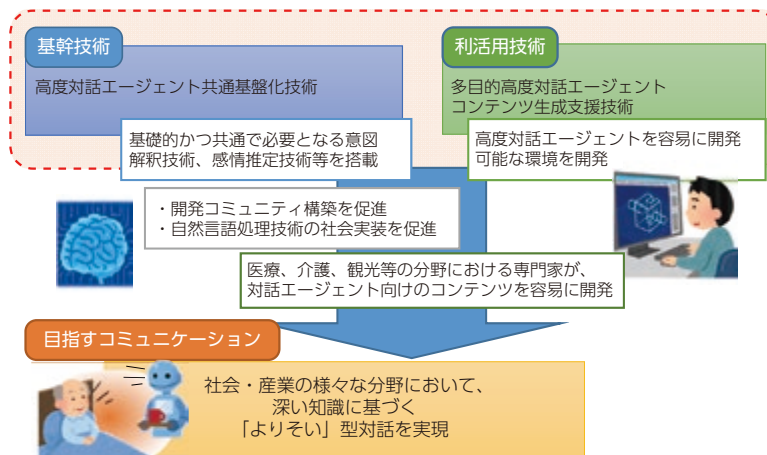 基幹技術
高度対話エージェント共通基盤化技術
基礎的かつ共通で必要となる意図
解釈技術、感情推定技術等を搭載
利活用技術
多目的高度対話エージェント
コンテンツ生成支援技術
高度対話エージェントを容易に開発
可能な環境を開発
・開発コミュニティ構築を促進
・自然言語処理技術の社会実装を促進
医療、介護、観光等の分野における専門家が、
対話エージェント向けのコンテンツを容易に開発
目指すコミュニケーション
社会・産業の様々な分野において、
深い知識に基づく
「よりそい」型対話を実現